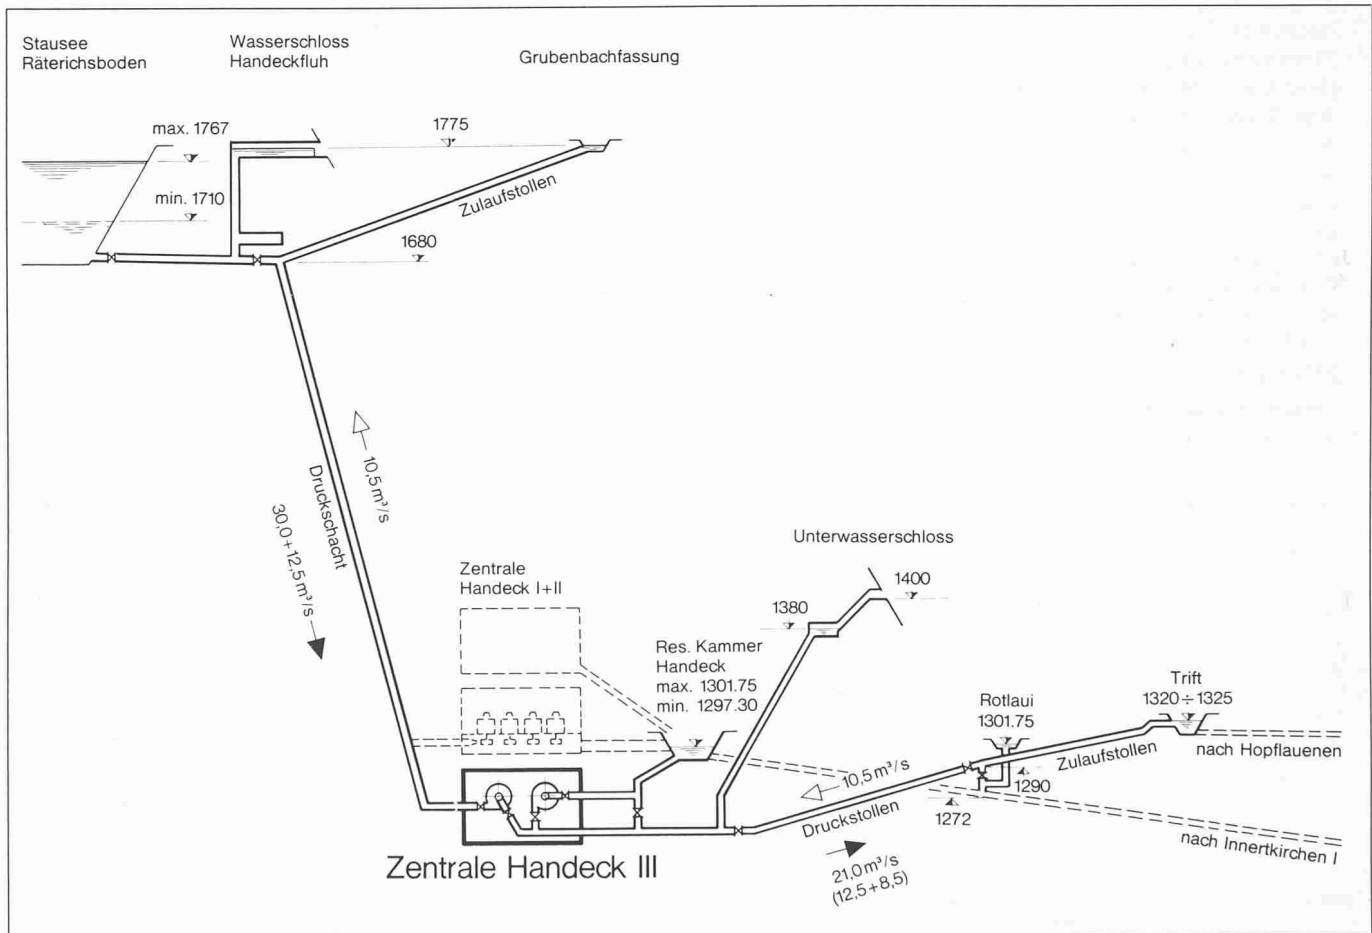 Stausee
Räterichsboden
Wasserschloss
Handeckfluh
Grubenbachfassung
max. 1767
1775
min. 1710
Zulaufstollen
1680
10,5 m³/s
Druckschacht
30,0+12,5 m³/s
Unterwasserschloss
Zentrale
Handeck I+II
1400
1380
Res. Kammer
Handeck
max. 1301.75
min. 1297.30
Trift
1320÷1325
Rotlaui
1301.75
Zulaufstollen
nach Hopflauenen
10,5 m³/s
1290
Druckstollen
1272
nach Innertkirchen I
Zentrale Handeck III
21,0 m³/s
(12,5+8,5)